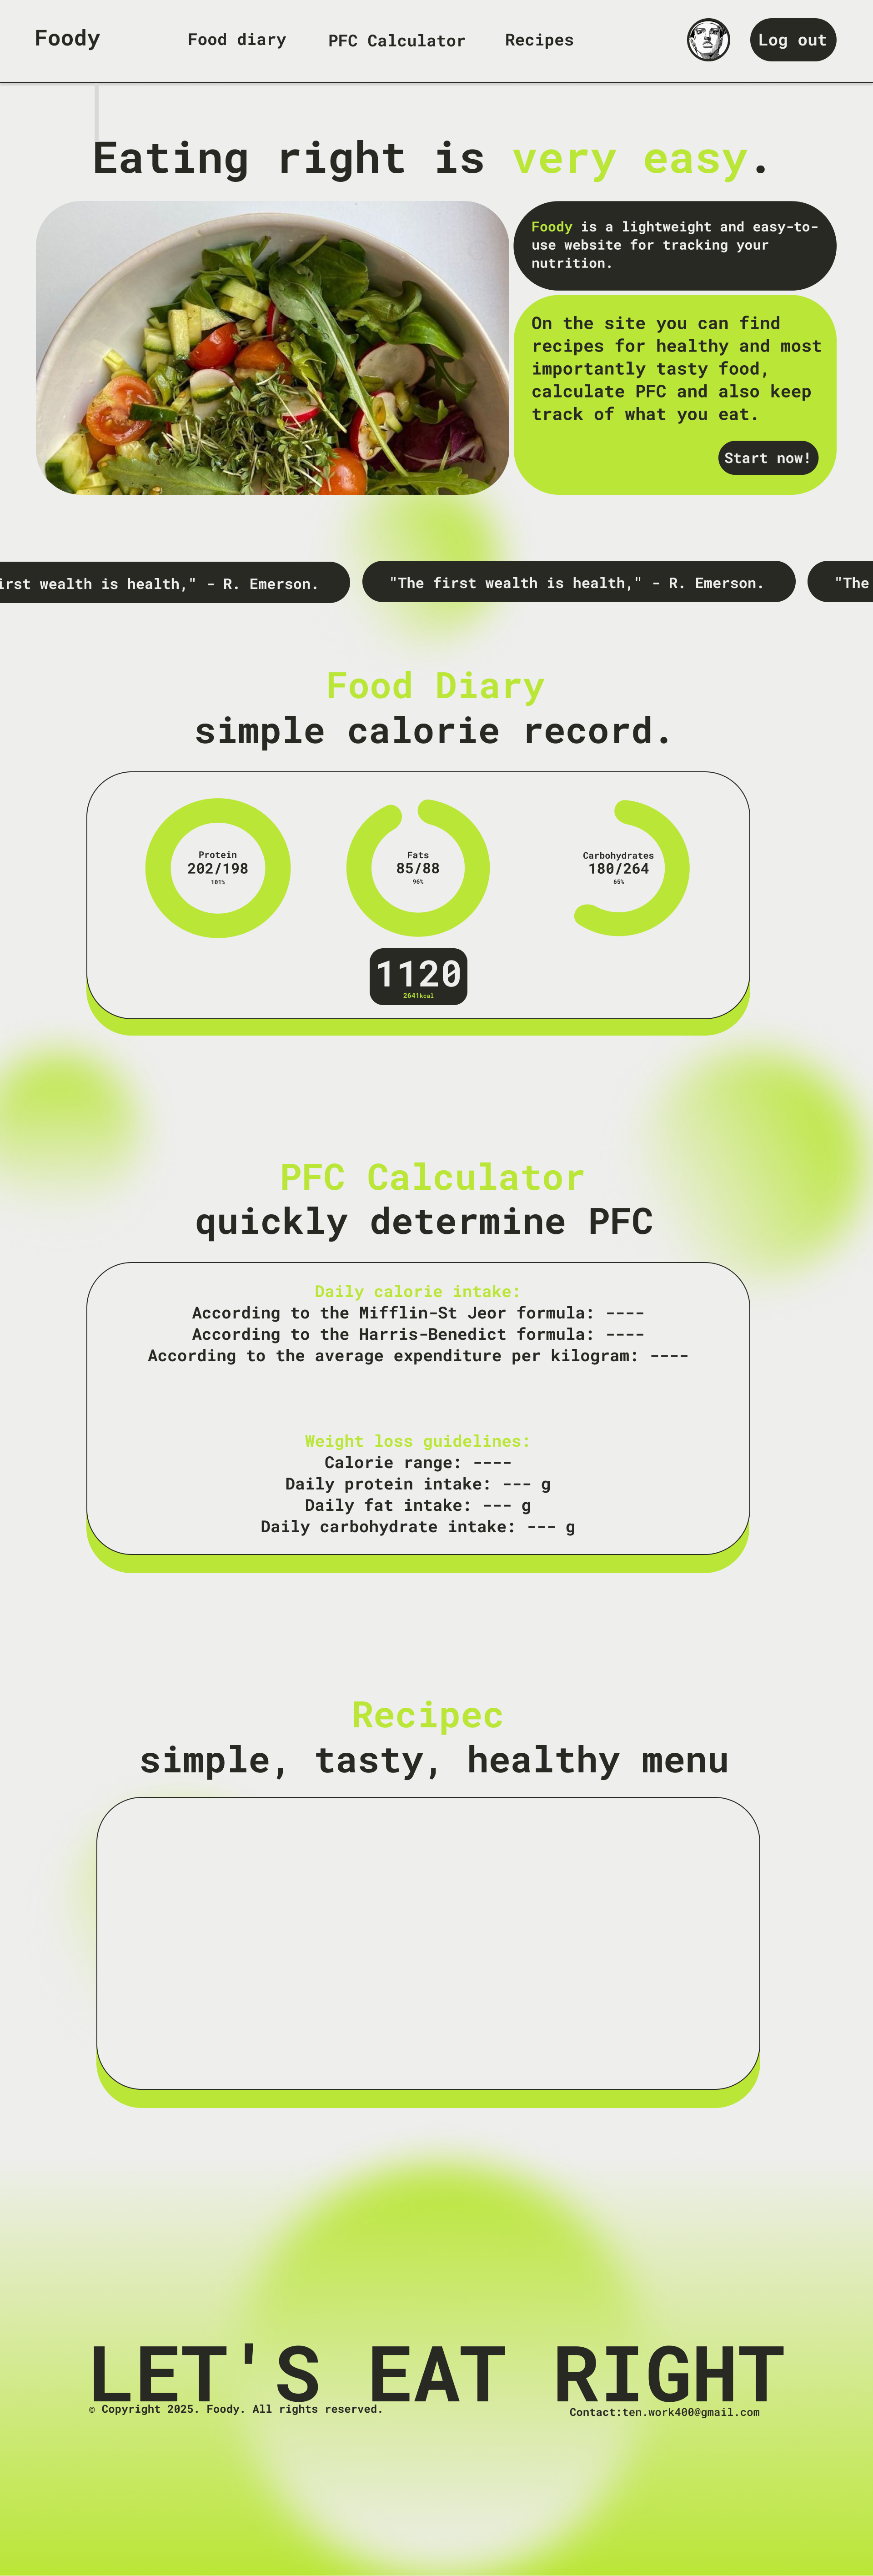 Foody
Food diary
PFC Calculator
Recipes
Log out
Eating right is very easy.
Foody is a lightweight and easy-to-
use website for tracking your
nutrition.
On the site you can find
recipes for healthy and most
importantly tasty food,
calculate PFC and also keep
track of what you eat.
Start now!
irst wealth is health," - R. Emerson.
"The first wealth is health," - R. Emerson.
"The
Food Diary
simple calorie record.
Protein
202/198
101%
Fats
85/88
96%
Carbohydrates
180/264
65%
1120
2641kcal
PFC Calculator
quickly determine PFC
Daily calorie intake:
According to the Mifflin-St Jeor formula: ----
According to the Harris-Benedict formula: ----
According to the average expenditure per kilogram: ----
Weight loss guidelines:
Calorie range: ----
Daily protein intake: --- g
Daily fat intake: --- g
Daily carbohydrate intake: --- g
Recipec
simple, tasty, healthy menu
LET'S EAT RIGHT
© Copyright 2025. Foody. All rights reserved.
Contact:ten.work400@gmail.com